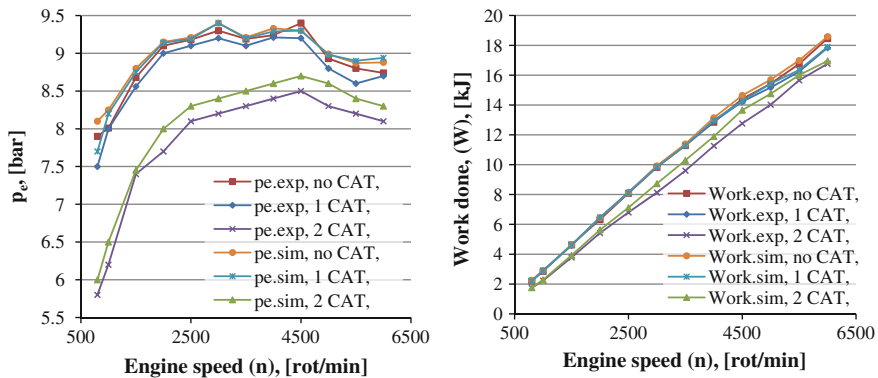 9.5
9
8.5
8
7.5
7
6.5
6
5.5
500
2500
4500
6500
pe, [bar]
Engine speed (n), [rot/min]
pe.exp, no CAT,
pe.exp, 1 CAT,
pe.exp, 2 CAT,
pe.sim, no CAT,
pe.sim, 1 CAT,
pe.sim, 2 CAT,
20
18
16
14
12
10
8
6
4
2
0
500
2500
4500
6500
Work done, (W), [kJ]
Engine speed (n), [rot/min]
Work.exp, no CAT,
Work.exp, 1 CAT,
Work.exp, 2 CAT,
Work.sim, no CAT,
Work.sim, 1 CAT,
Work.sim, 2 CAT,